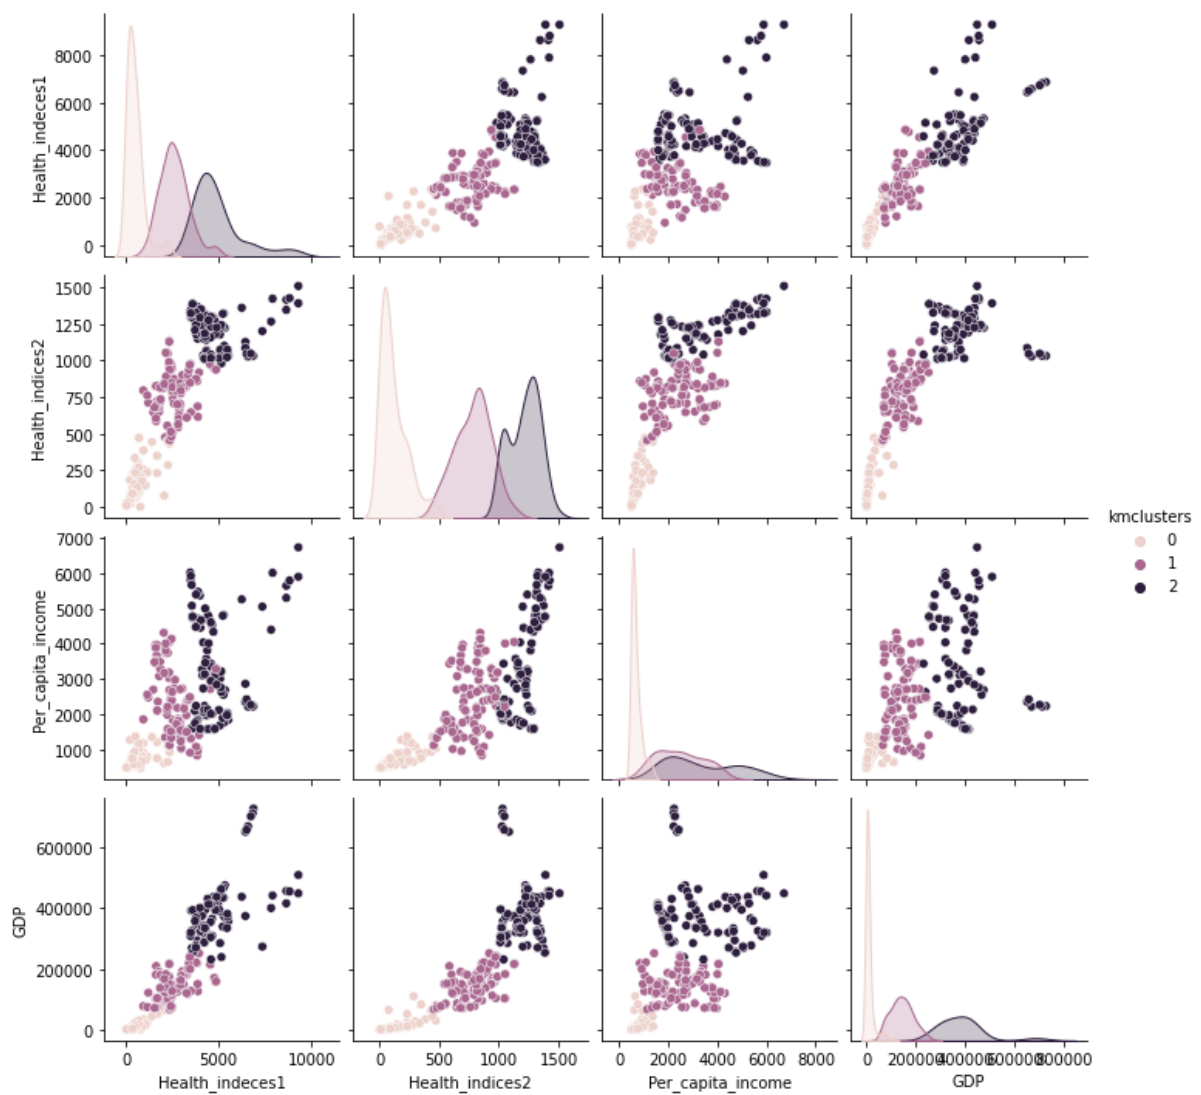 8000
6000
4000
2000
0
Health_indeces1
1500
1250
1000
750
500
250
0
Health_indices2
7000
6000
5000
4000
3000
2000
1000
Per_capita_income
kmclusters
0
1
2
600000
400000
200000
0
GDP
0 5000 10000
0 500 1000 1500
0 2000 4000 6000 8000
0 200000 400000 600000 800000
Health_indeces1 Health_indices2 Per_capita_income GDP